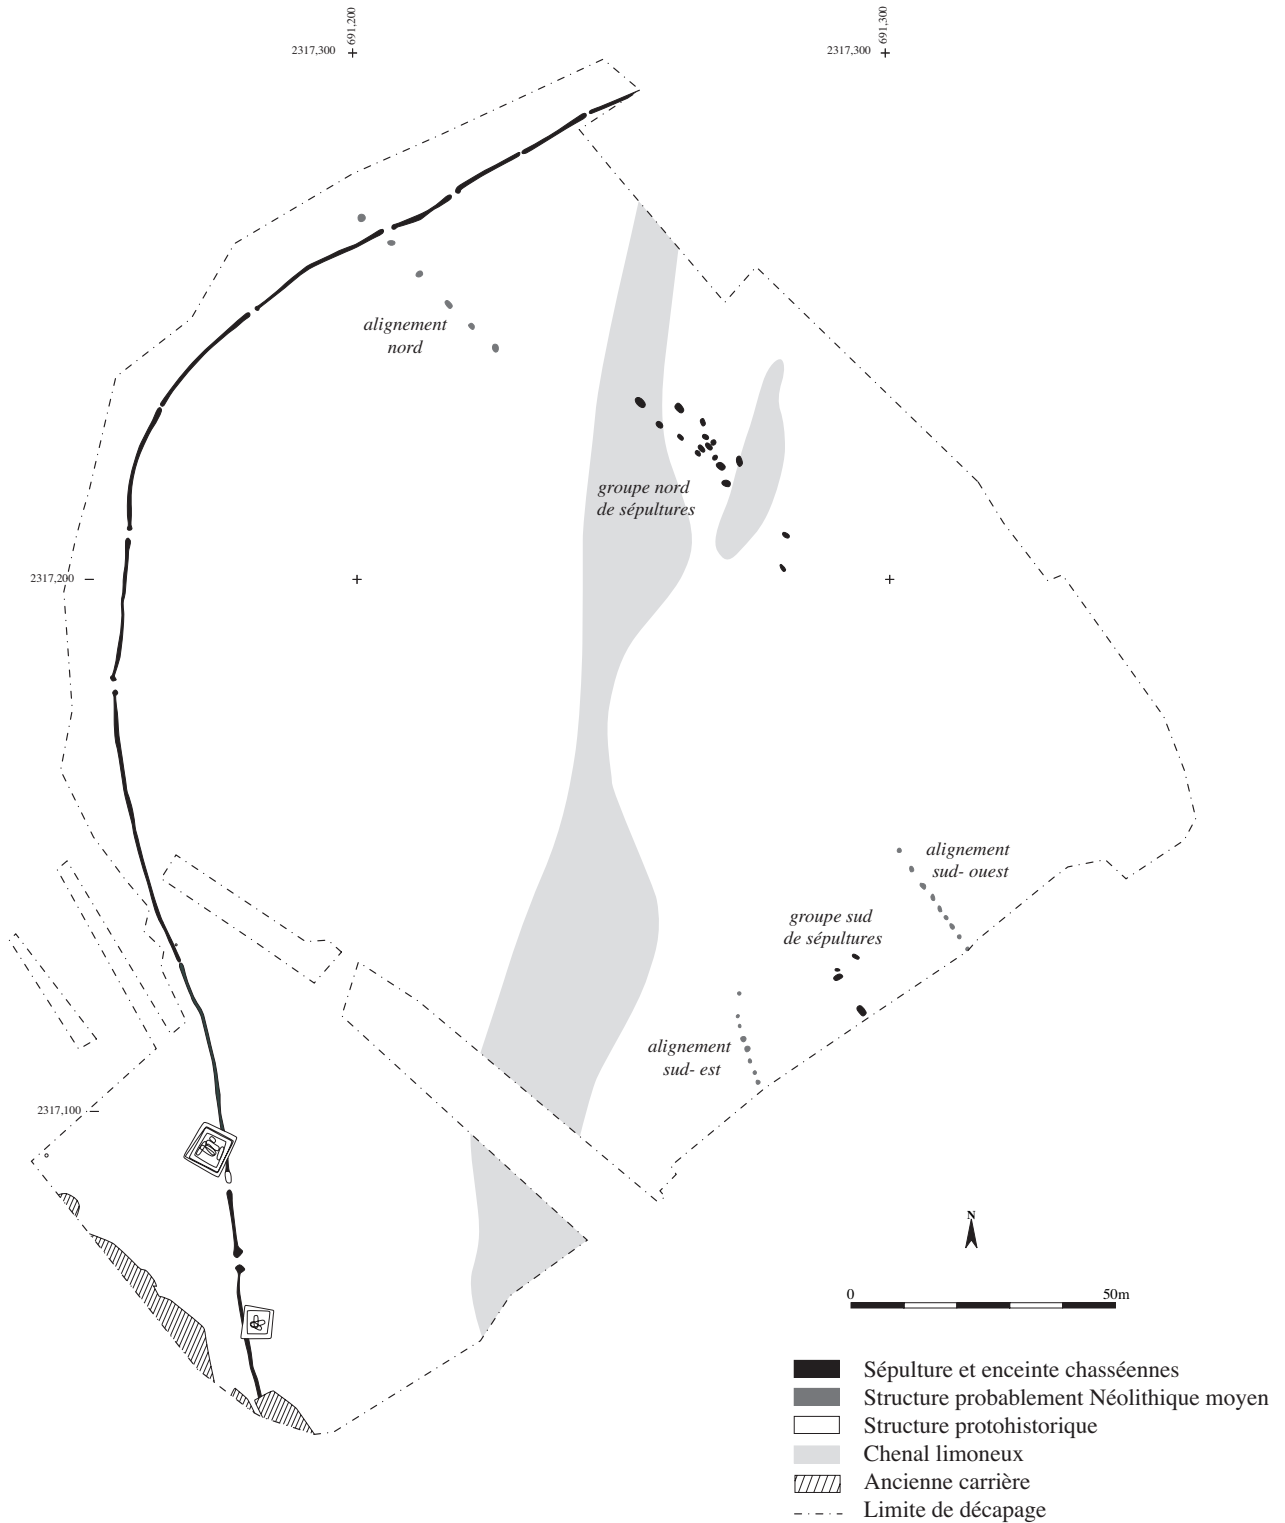 691,200
691,300
2317,300
2317,300
alignement
nord
groupe nord
de sépultures
2317,200
alignement
sud- ouest
groupe sud
de sépultures
alignement
sud- est
2317,100
N
0 50m
Sépulture et enceinte chasséennes
Structure probablement Néolithique moyen
Structure protohistorique
Chenal limoneux
Ancienne carrière
Limite de décapage